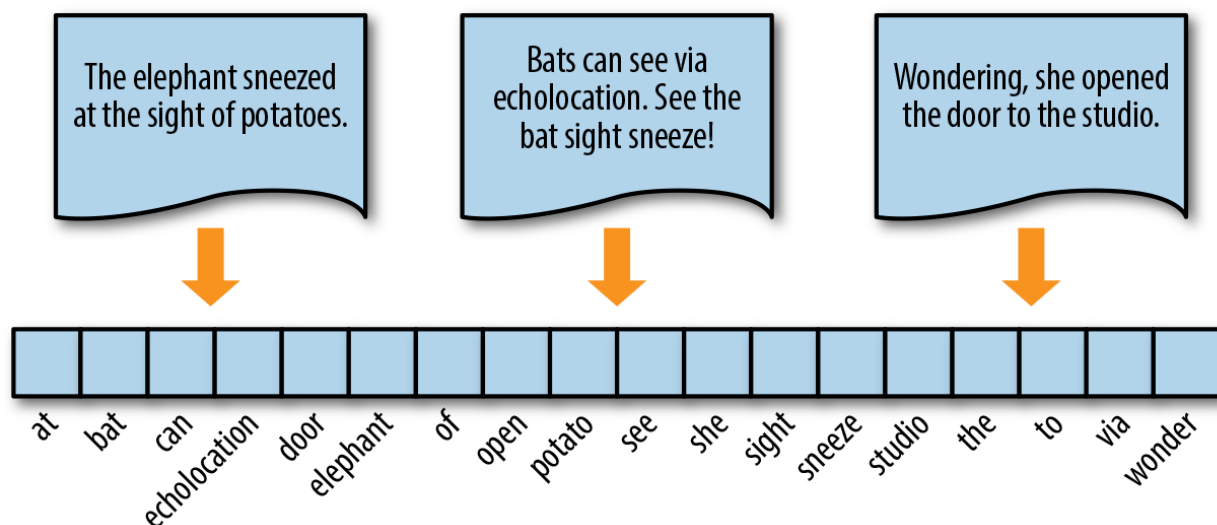 The elephant sneezed
at the sight of potatoes.
Bats can see via
echolocation. See the
bat sight sneeze!
Wondering, she opened
the door to the studio.
at
bat
can
echolocation
door
elephant
of
open
potato
see
she
sight
sneeze
studio
the
to
via
wonder